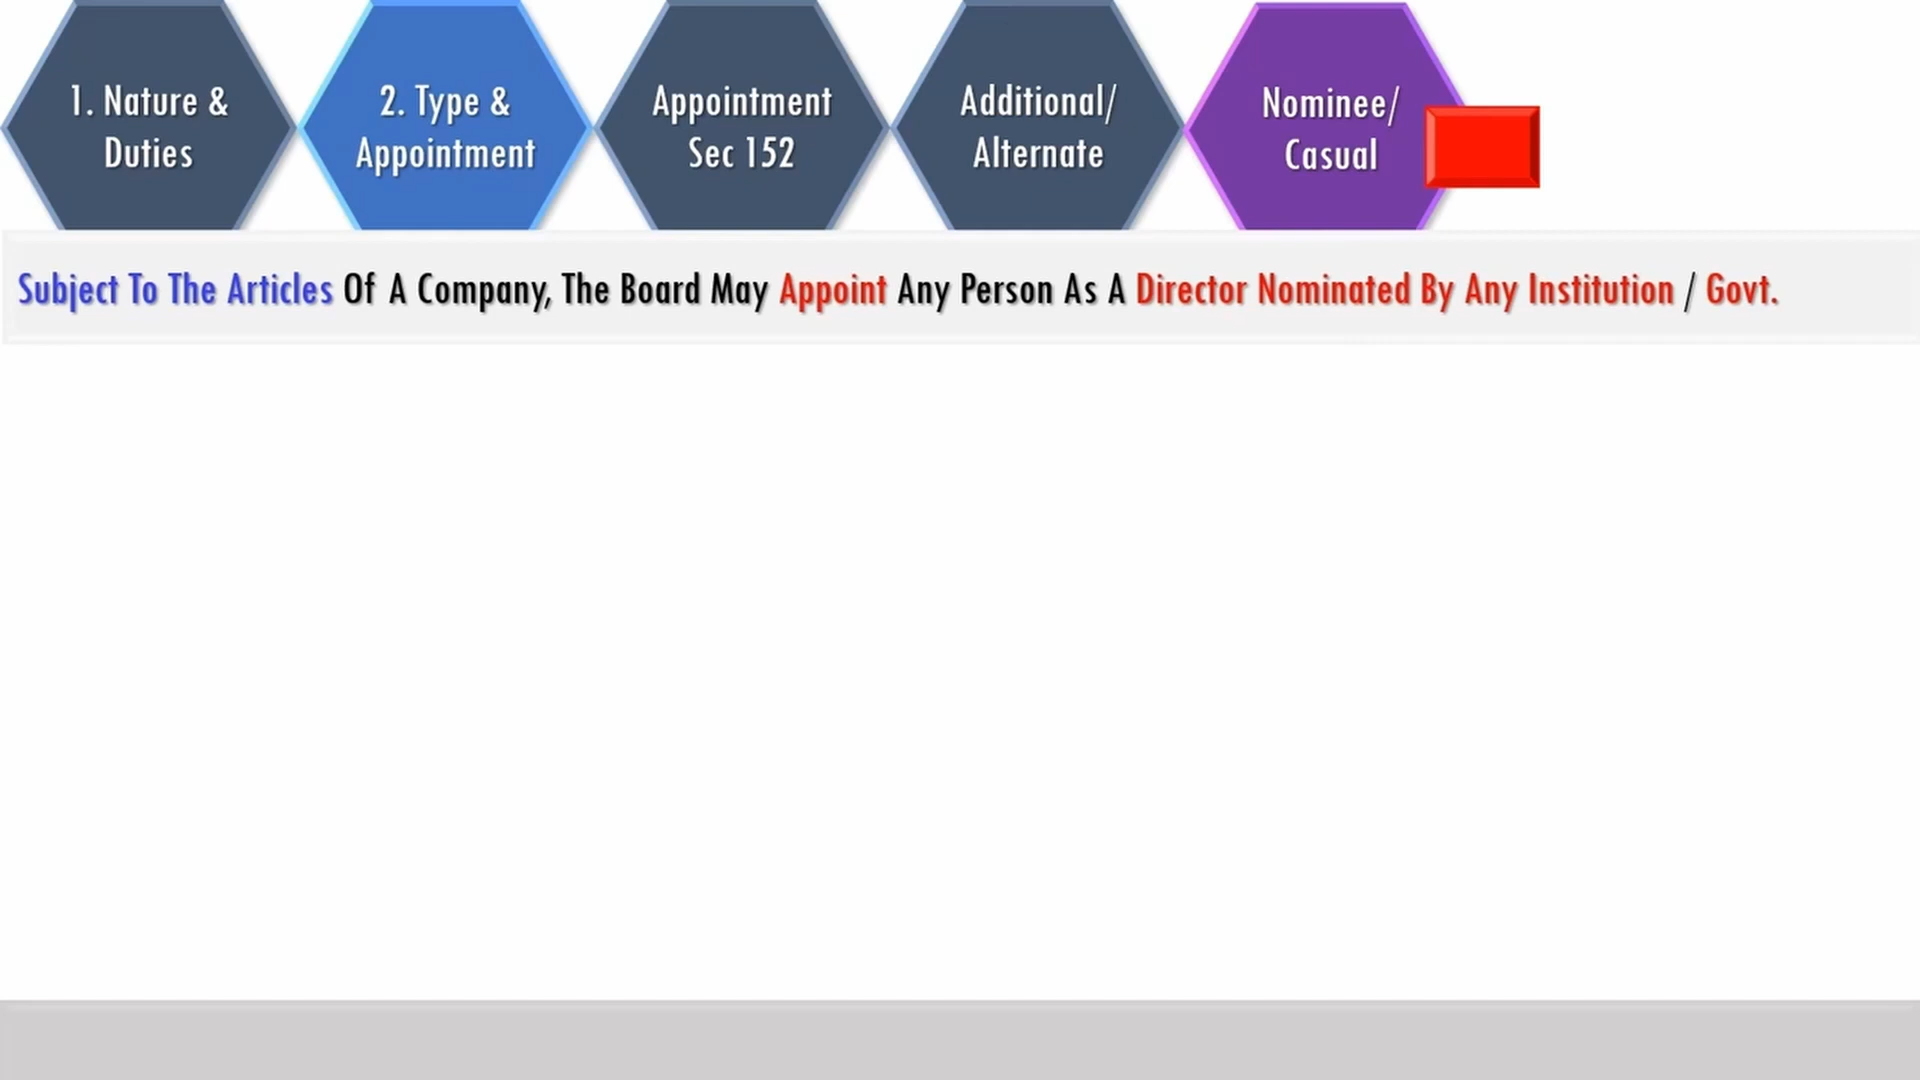 1. Nature &
Duties
2. Type &
Appointment
Appointment
Sec 152
Additional/
Alternate
Nominee/
Casual
Subject To The Articles Of A Company, The Board May Appoint Any Person As A Director Nominated By Any Institution / Govt.